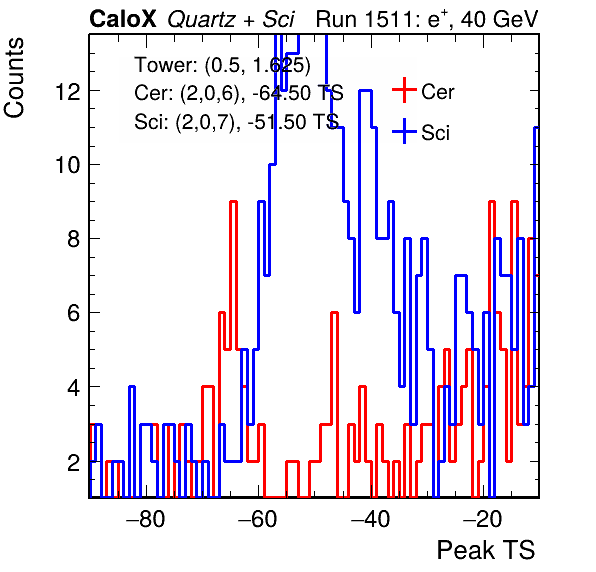 CaloX Quartz + Sci Run 1511: e⁺, 40 GeV
Counts
Tower: (0.5, 1.625)
Cer: (2,0,6), -64.50 TS
Sci: (2,0,7), -51.50 TS
Cer
Sci
12
10
8
6
4
2
−80 −60 −40 −20
Peak TS